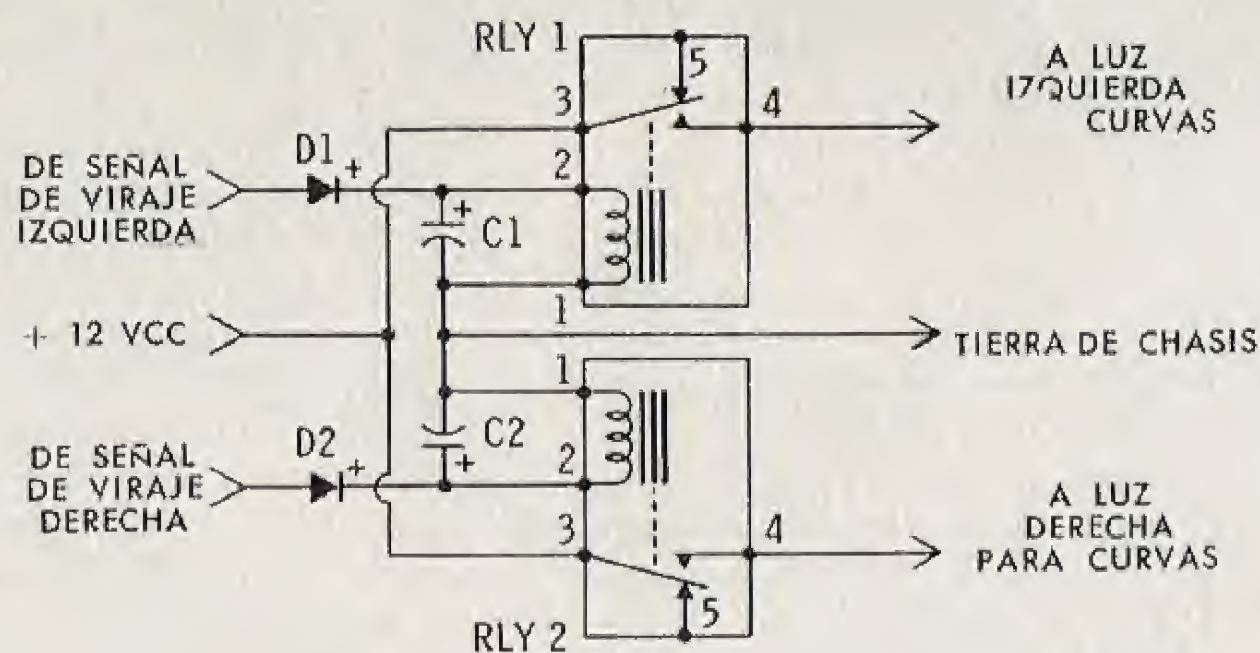 RLY 1
5
3
4
A LUZ
I7QUIERDA
CURVAS
D1
+
2
DE SEÑAL
DE VIRAJE
IZQUIERDA
+
C1
1
+ 12 VCC
TIERRA DE CHASIS
1
D2
+
C2
+
2
DE SEÑAL
DE VIRAJE
DERECHA
3
4
A LUZ
DERECHA
PARA CURVAS
5
RLY 2